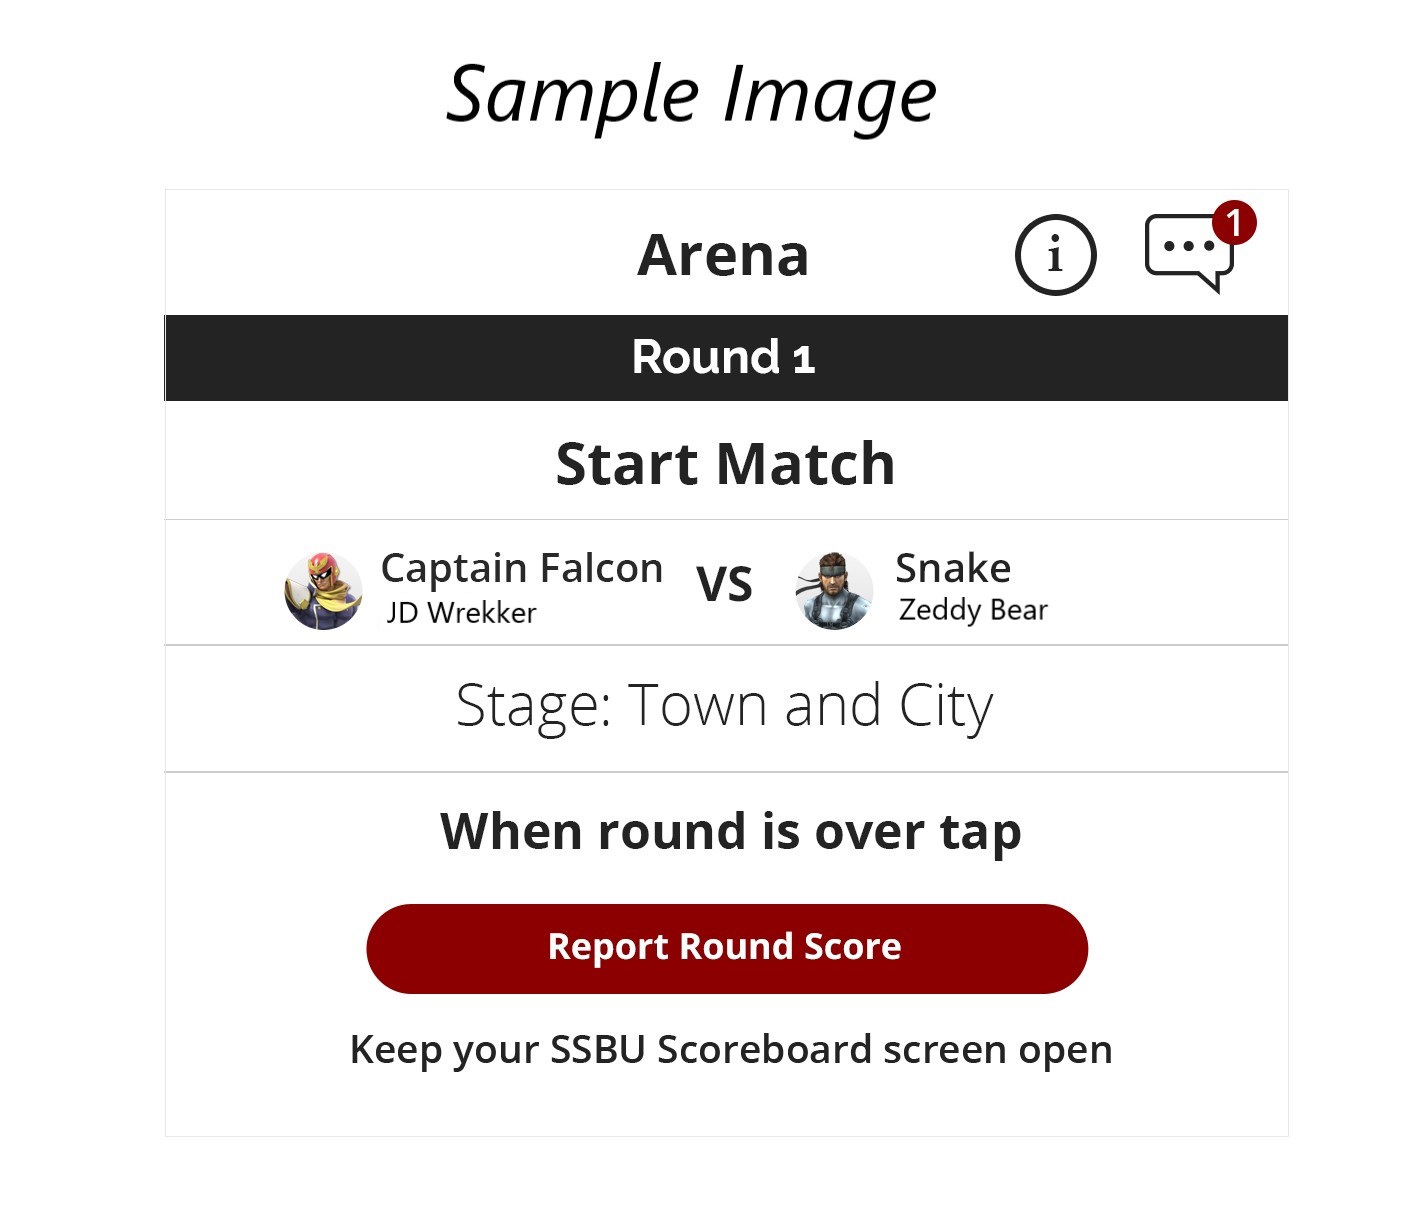 Sample Image
Arena
i
1
Round 1
Start Match
Captain Falcon VS Snake
JD Wrekker Zeddy Bear
Stage: Town and City
When round is over tap
Report Round Score
Keep your SSBU Scoreboard screen open